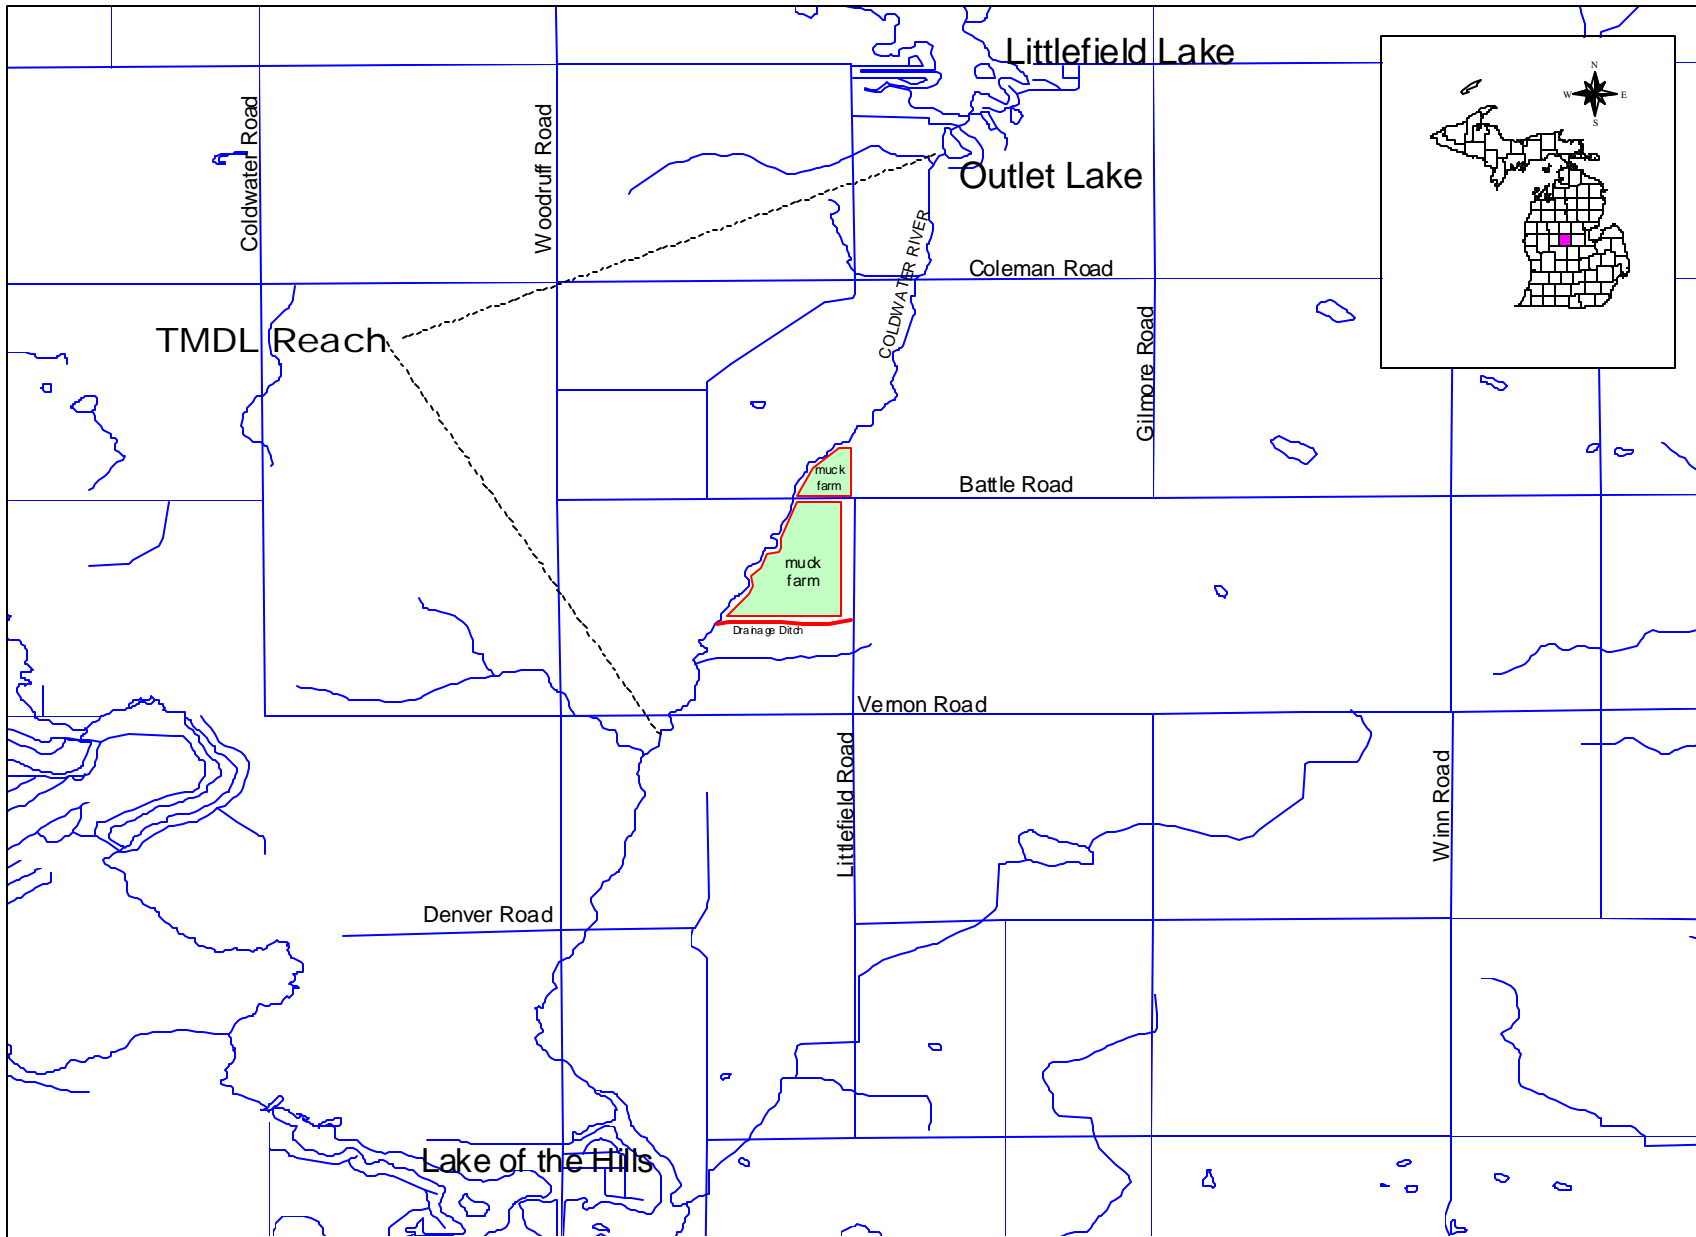 Littlefield Lake
N
W
E
S
Coldwater Road
Woodruff Road
Outlet Lake
COLDWATER RIVER
Coleman Road
TMDL Reach
Gilmore Road
muck
farm
Battle Road
muck
farm
Drainage Ditch
Vernon Road
Littlefield Road
Winn Road
Denver Road
Lake of the Hills